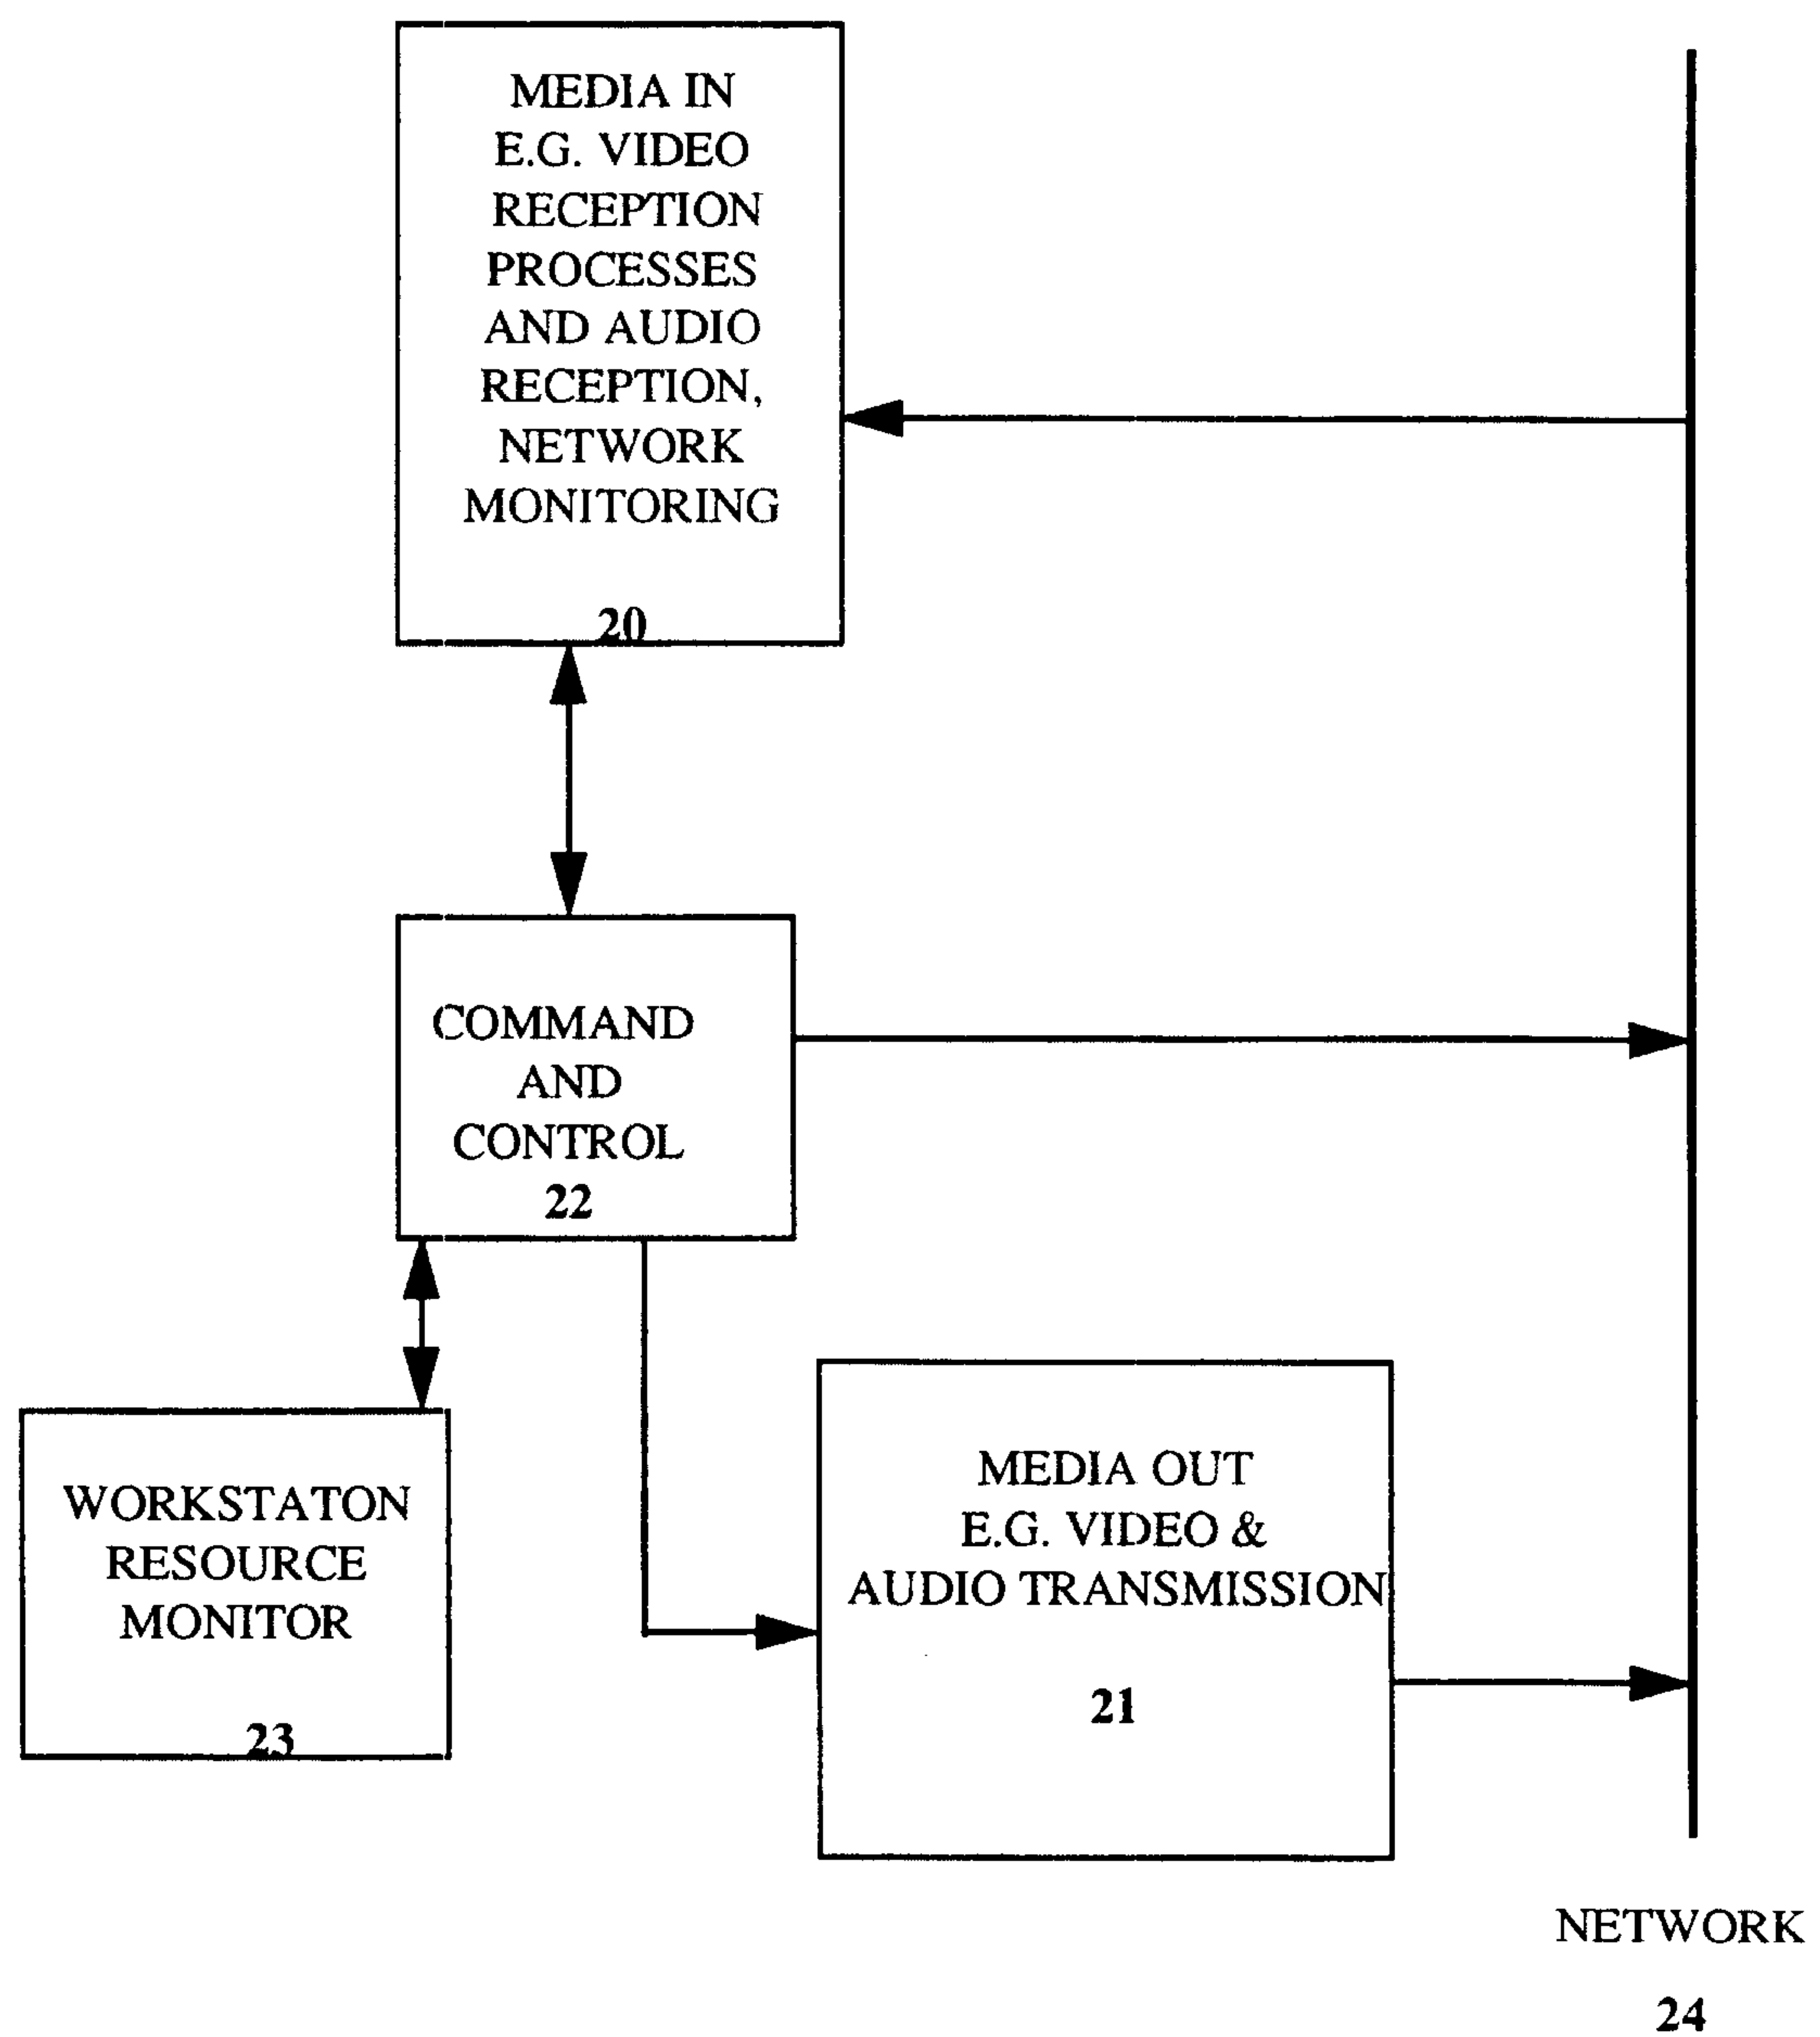 MEDIA IN
E.G. VIDEO
RECEPTION
PROCESSES
AND AUDIO
RECEPTION,
NETWORK
MONITORING
20
COMMAND
AND
CONTROL
22
WORKSTATON
RESOURCE
MONITOR
23
MEDIA OUT
E.G. VIDEO &
AUDIO TRANSMISSION
21
NETWORK
24